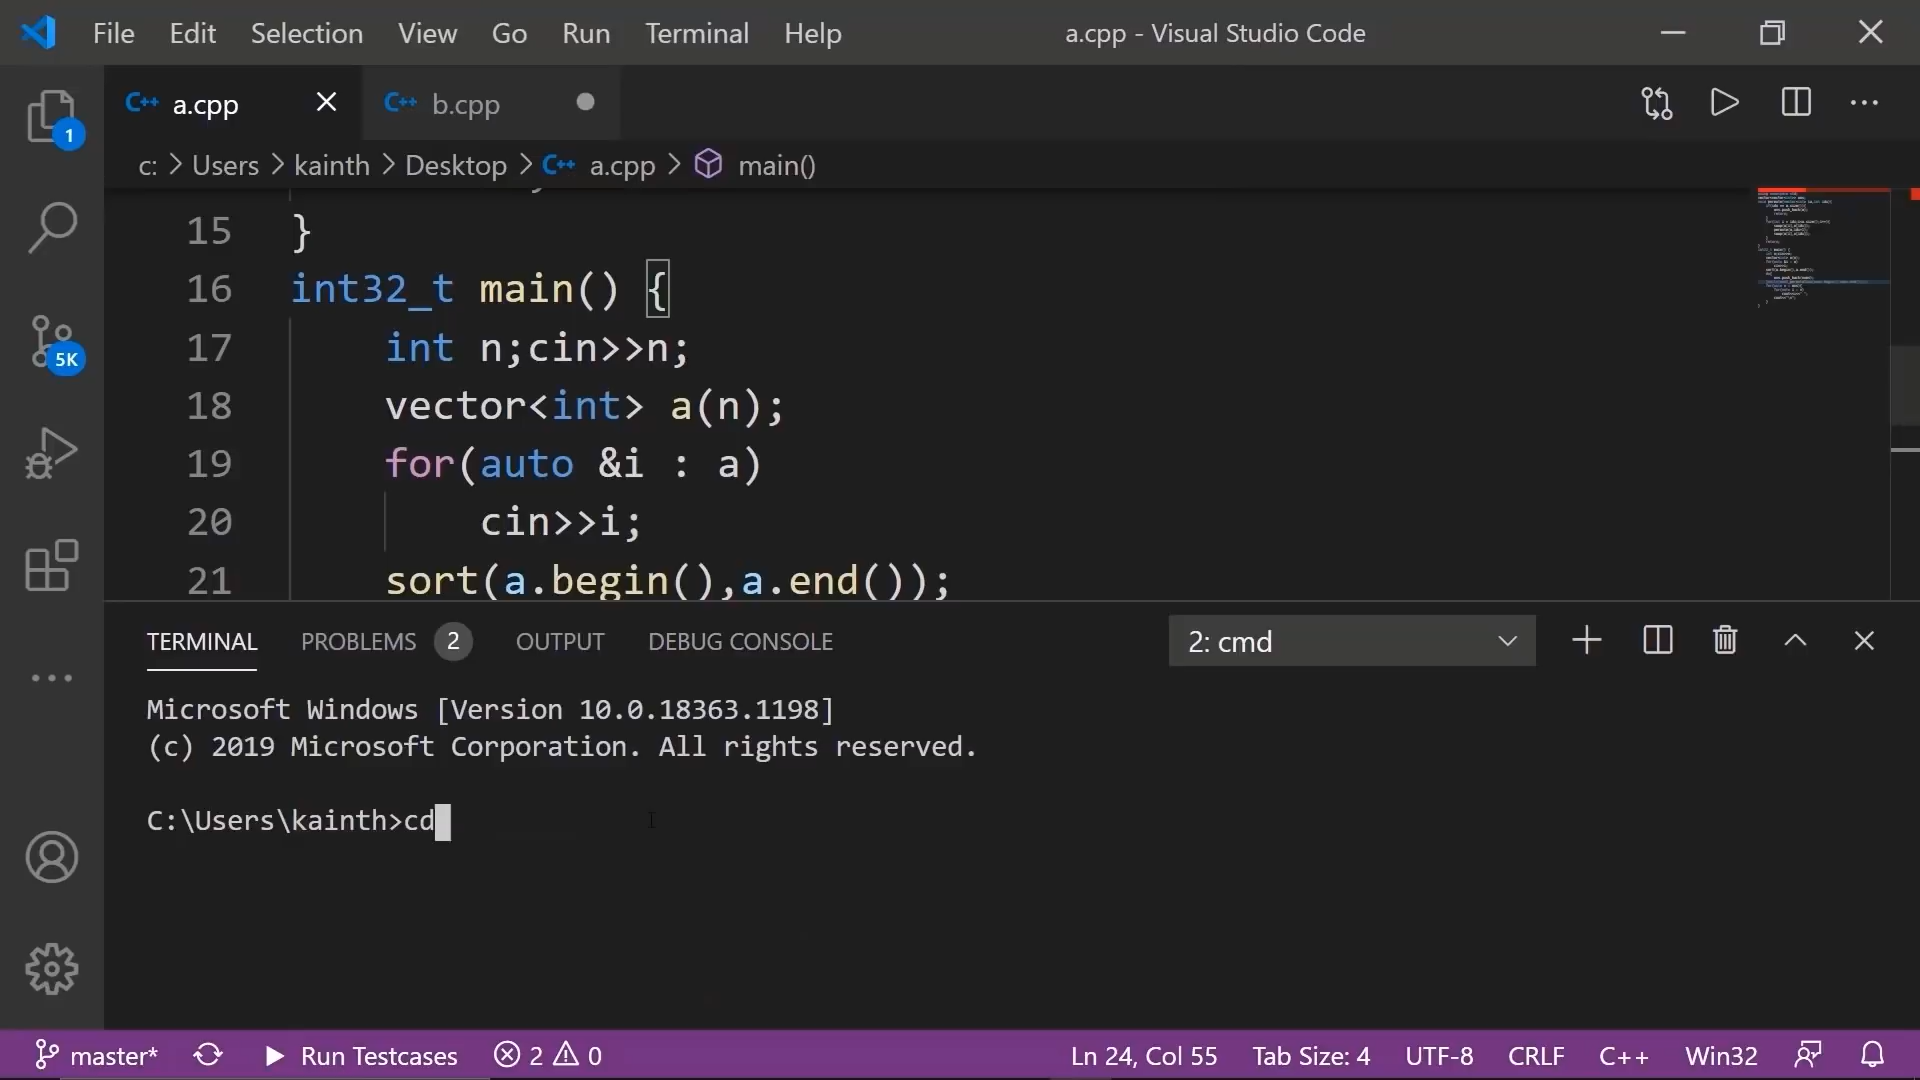 File Edit Selection View Go Run Terminal Help a.cpp - Visual Studio Code
C++ a.cpp C++ b.cpp
1
c: > Users > kainth > Desktop > C++ a.cpp > main()
15 }
16 int32_t main() {
17 int n;cin>>n;
5K
18 vector<int> a(n);
19 for(auto &i : a)
20 cin>>i;
21 sort(a.begin(),a.end());
TERMINAL PROBLEMS 2 OUTPUT DEBUG CONSOLE 2: cmd
Microsoft Windows [Version 10.0.18363.1198]
(c) 2019 Microsoft Corporation. All rights reserved.
C:\Users\kainth>cd
master* Run Testcases 2 0 Ln 24, Col 55 Tab Size: 4 UTF-8 CRLF C++ Win32